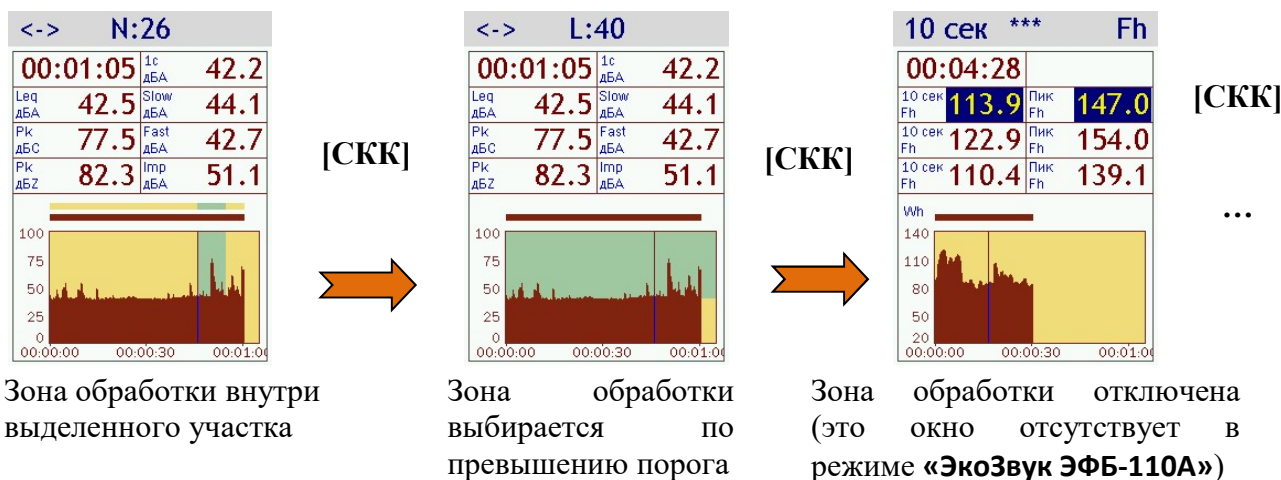 <-> N:26
00:01:05 1с дБА 42.2
Leq дБА 42.5 Slow дБА 44.1
Pk дБС 77.5 Fast дБА 42.7
Pk дБZ 82.3 Imp дБА 51.1
100
75
50
25
0
00:00:00 00:00:30 00:01:00
[СКК]
<-> L:40
00:01:05 1с дБА 42.2
Leq дБА 42.5 Slow дБА 44.1
Pk дБС 77.5 Fast дБА 42.7
Pk дБZ 82.3 Imp дБА 51.1
100
75
50
25
0
00:00:00 00:00:30 00:01:00
[СКК]
10 сек *** Fh
00:04:28
10 сек Fh 113.9 Пик Fh 147.0
10 сек Fh 122.9 Пик Fh 154.0
10 сек Fh 110.4 Пик Fh 139.1
Wh
140
110
80
50
20
00:00:00 00:00:30 00:01:00
[СКК]
…
Зона обработки внутри
выделенного участка
Зона обработки
выбирается по
превышению порога
Зона обработки отключена
(это окно отсутствует в
режиме «ЭкоЗвук ЭФБ-110А»)